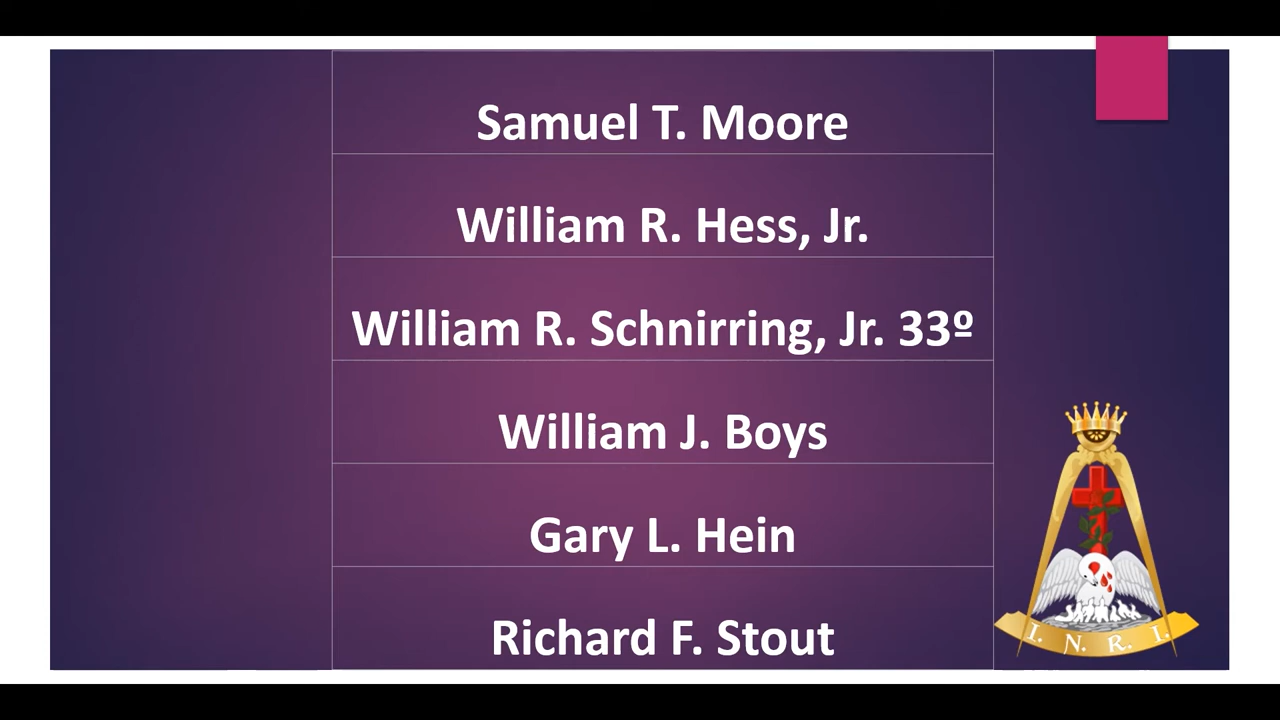 Samuel T. Moore
William R. Hess, Jr.
William R. Schnirring, Jr. 33º
William J. Boys
Gary L. Hein
Richard F. Stout
I. N. R. I.